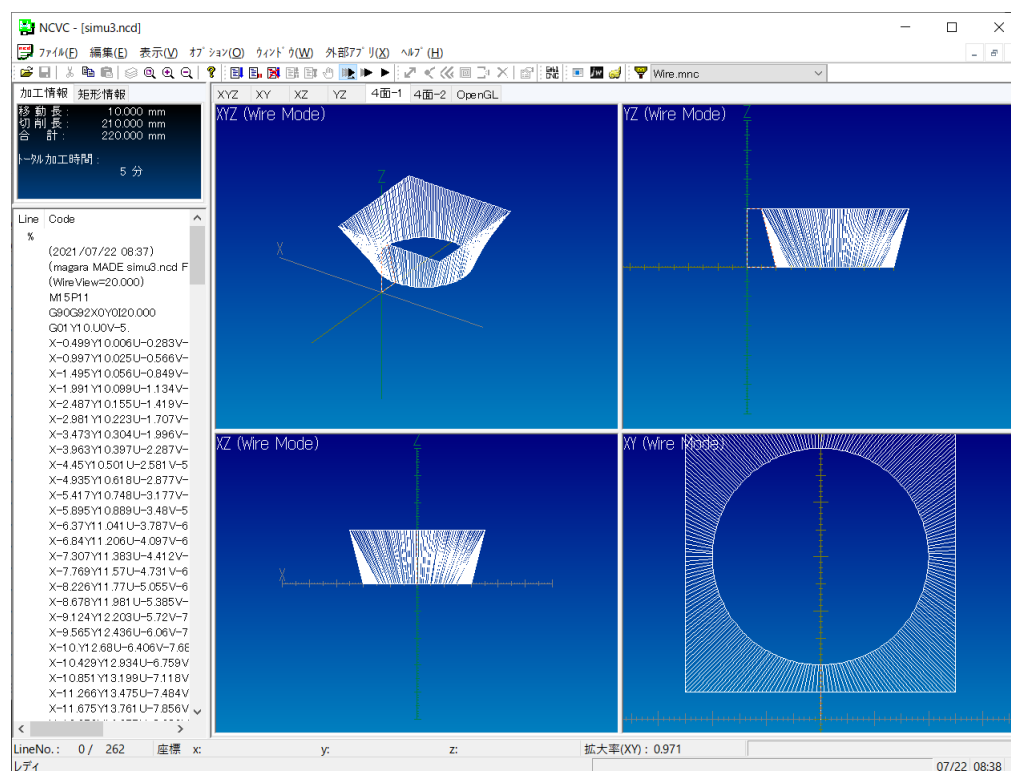 NCVC - [simu3.ncd]
ファイル(F) 編集(E) 表示(V) オプション(O) ウィンドウ(W) 外部アプリ(X) ヘルプ(H)
Wire.mnc
加工情報 矩形情報
移動長: 10.000 mm
切削長: 210.000 mm
合 計: 220.000 mm
トータル加工時間:
5 分
XYZ XY XZ YZ 4面-1 4面-2 OpenGL
XYZ (Wire Mode)
Z
X
YZ (Wire Mode)
Z
XZ (Wire Mode)
Z
X
XY (Wire Mode)
Line Code
%
(2021/07/22 08:37)
(magara MADE simu3.ncd F
(WireView=20.000)
M15P11
G90G92X0Y0I20.000
G01Y10.U0V-5.
X-0.499Y10.006U-0.283V-
X-0.997Y10.025U-0.566V-
X-1.495Y10.056U-0.849V-
X-1.991Y10.099U-1.134V-
X-2.487Y10.155U-1.419V-
X-2.981Y10.223U-1.707V-
X-3.473Y10.304U-1.996V-
X-3.963Y10.397U-2.287V-
X-4.45Y10.501U-2.581V-5
X-4.935Y10.618U-2.877V-
X-5.417Y10.748U-3.177V-
X-5.895Y10.889U-3.48V-5
X-6.37Y11.041U-3.787V-6
X-6.84Y11.206U-4.097V-6
X-7.307Y11.383U-4.412V-
X-7.769Y11.57U-4.731V-6
X-8.226Y11.77U-5.055V-6
X-8.678Y11.981U-5.385V-
X-9.124Y12.203U-5.72V-7
X-9.565Y12.436U-6.06V-7
X-10.Y12.68U-6.406V-7.68
X-10.429Y12.934U-6.759V
X-10.851Y13.199U-7.118V
X-11.266Y13.475U-7.484V
X-11.675Y13.761U-7.856V
LineNo.: 0 / 262 座標 x: y: z: 拡大率(XY) : 0.971
レディ 07/22 08:38